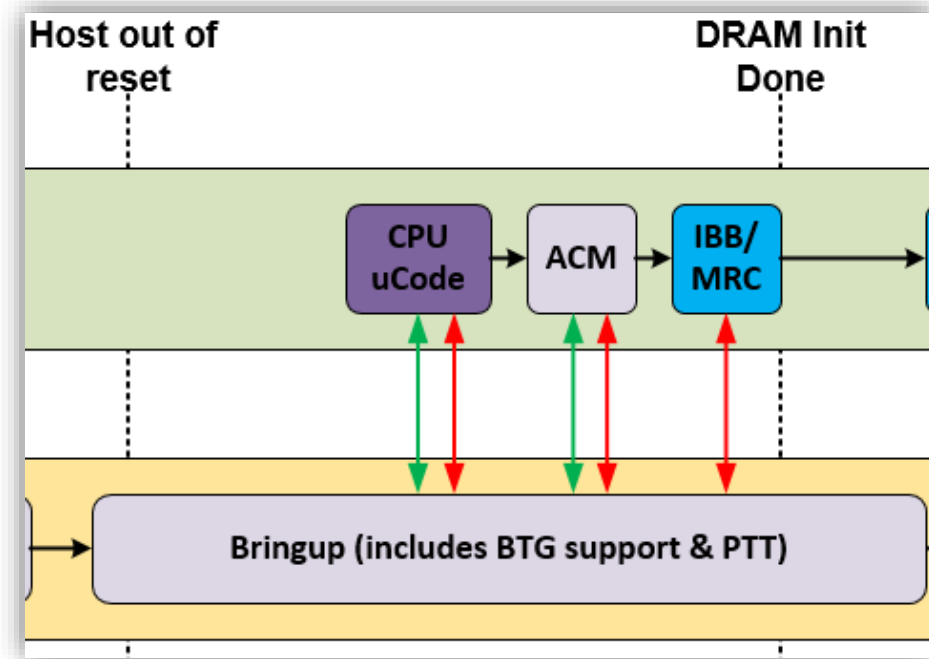 Host out of
reset
DRAM Init
Done
CPU
uCode
ACM
IBB/
MRC
Bringup (includes BTG support & PTT)